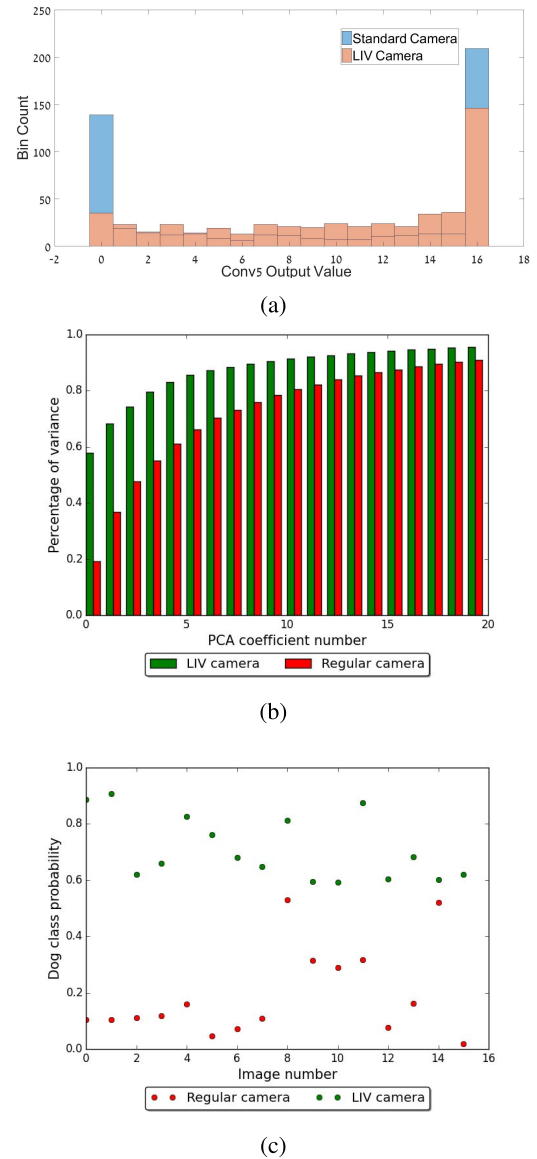 250
200
150
100
50
0
Bin Count
Standard Camera
LIV Camera
-2 0 2 4 6 8 10 12 14 16 18
Conv5 Output Value
(a)
1.0
0.8
0.6
0.4
0.2
0.0
Percentage of variance
0 5 10 15 20
PCA coefficient number
LIV camera Regular camera
(b)
1.0
0.8
0.6
0.4
0.2
0.0
Dog class probability
0 2 4 6 8 10 12 14 16
Image number
Regular camera LIV camera
(c)